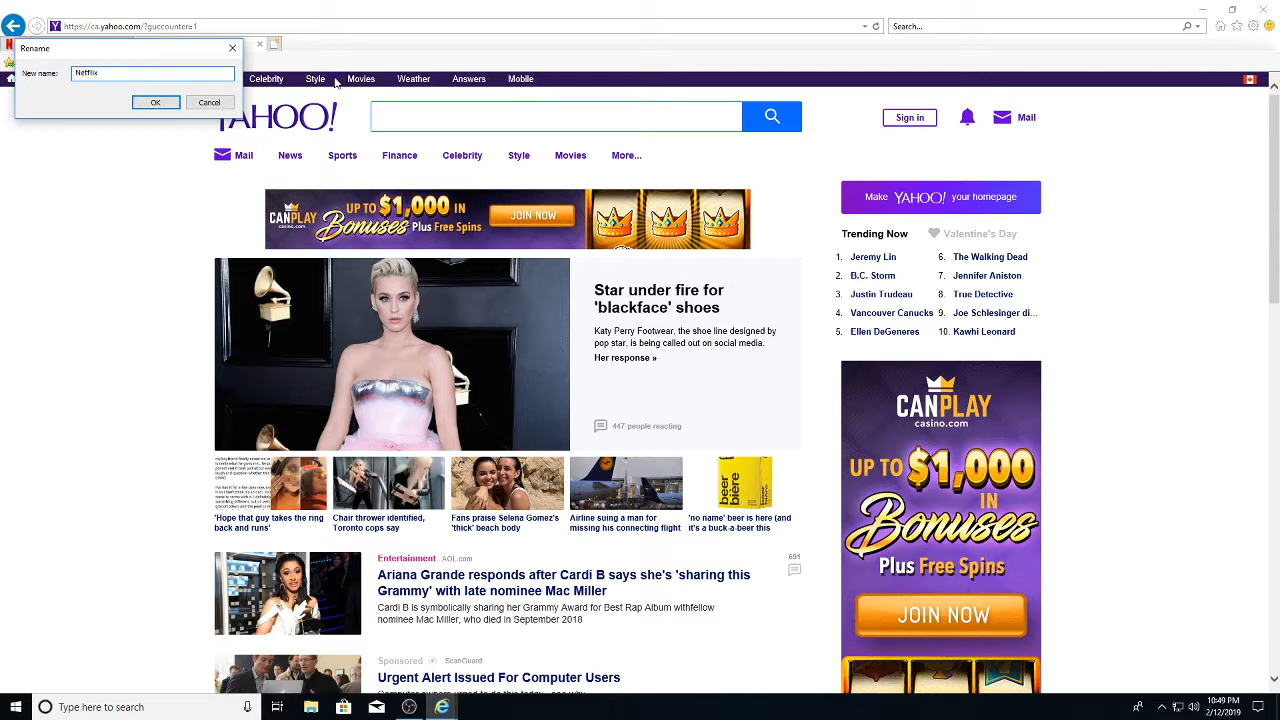 https://ca.yahoo.com/?guccounter=1
Search...
Rename
New name:
Netflix
OK
Cancel
Celebrity
Style
Movies
Weather
Answers
Mobile
YAHOO!
Sign in
Mail
Mail
News
Sports
Finance
Celebrity
Style
Movies
More...
CANPLAY
casino.com
UP TO $1,000 IN
Bonuses Plus Free Spins
JOIN NOW
Make YAHOO! your homepage
Trending Now
Valentine's Day
1. Jeremy Lin
2. B.C. Storm
3. Justin Trudeau
4. Vancouver Canucks
5. Ellen DeGeneres
6. The Walking Dead
7. Jennifer Aniston
8. True Detective
9. Joe Schlesinger di...
10. Kawhi Leonard
Star under fire for
'blackface' shoes
Katy Perry Footwear, the shoe line designed by
pop star, is being called out on social media.
Her response »
447 people reacting
beer
bière
'Hope that guy takes the ring
back and runs'
Chair thrower identified,
Toronto cops say
Fans praise Selena Gomez's
'thick' beach body
Airline suing a man for
missing his connecting flight
'no name' beer is here (and
it's a buck-a-beer this
CANPLAY
casino.com
UP TO $1,000
IN
Bonuses
Plus Free Spins
JOIN NOW
Entertainment AOL.com
691
Ariana Grande responds after Cardi B says she's 'sharing this
Grammy' with late nominee Mac Miller
Cardi B is symbolically sharing her Grammy Award for Best Rap Album withfellow
nominee Mac Miller, who died in September 2018
Sponsored ScanGuard
Urgent Alert Issued For Computer Users
Type here to search
10:49 PM
2/12/2019